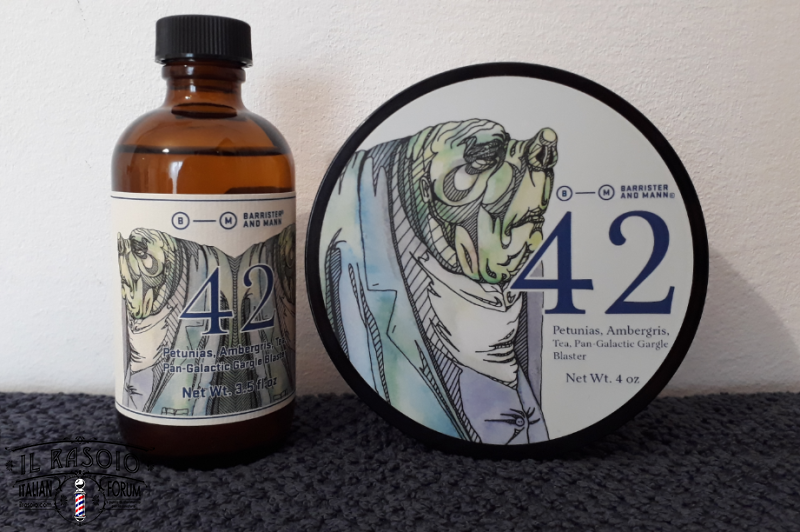 B M BARRISTER®
AND MANN
42
Petunias, Ambergris, Tea,
Pan-Galactic Gargle Blaster
Net Wt. 3.5 fl oz
B M BARRISTER
AND MANN©
42
Petunias, Ambergris,
Tea, Pan-Galactic Gargle
Blaster
Net Wt. 4 oz
IL RASOIO
ITALIAN FORUM